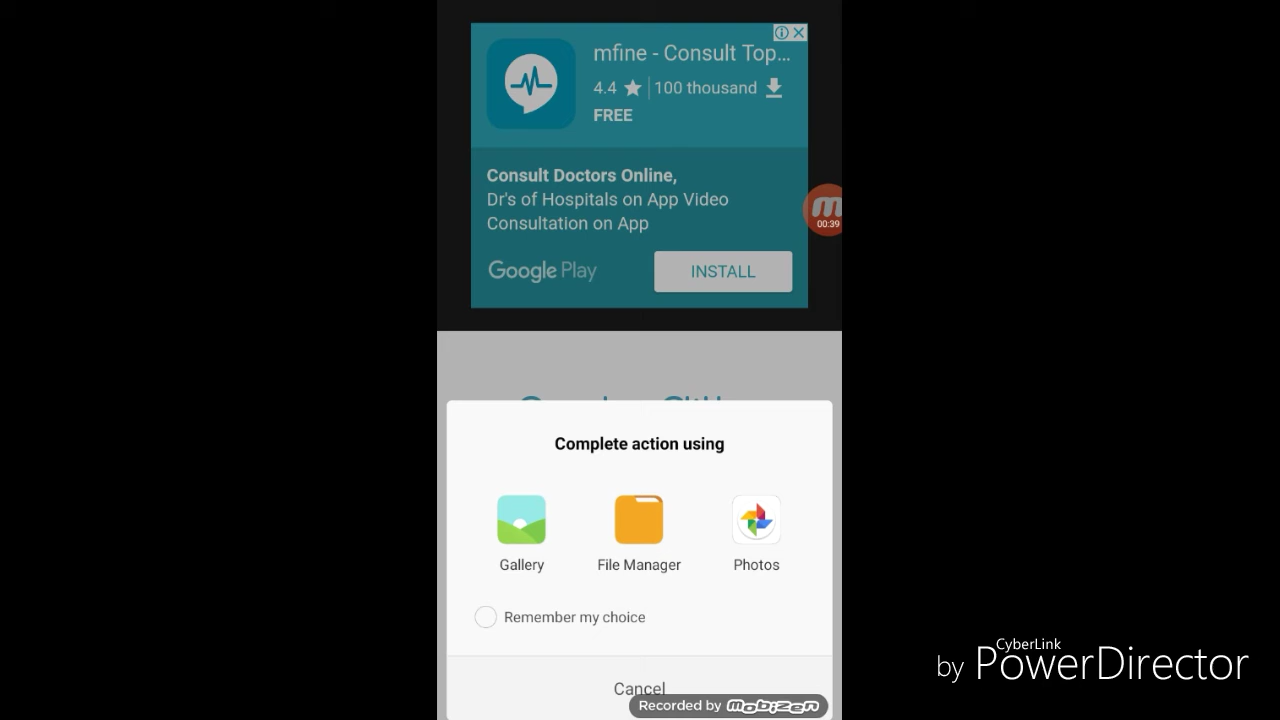 mfine - Consult Top...
4.4 ★ | 100 thousand
FREE
Consult Doctors Online,
Dr's of Hospitals on App Video
Consultation on App
Google Play
INSTALL
00:39
Complete action using
Gallery
File Manager
Photos
Remember my choice
Cancel
Recorded by mobizen
CyberLink
by PowerDirector